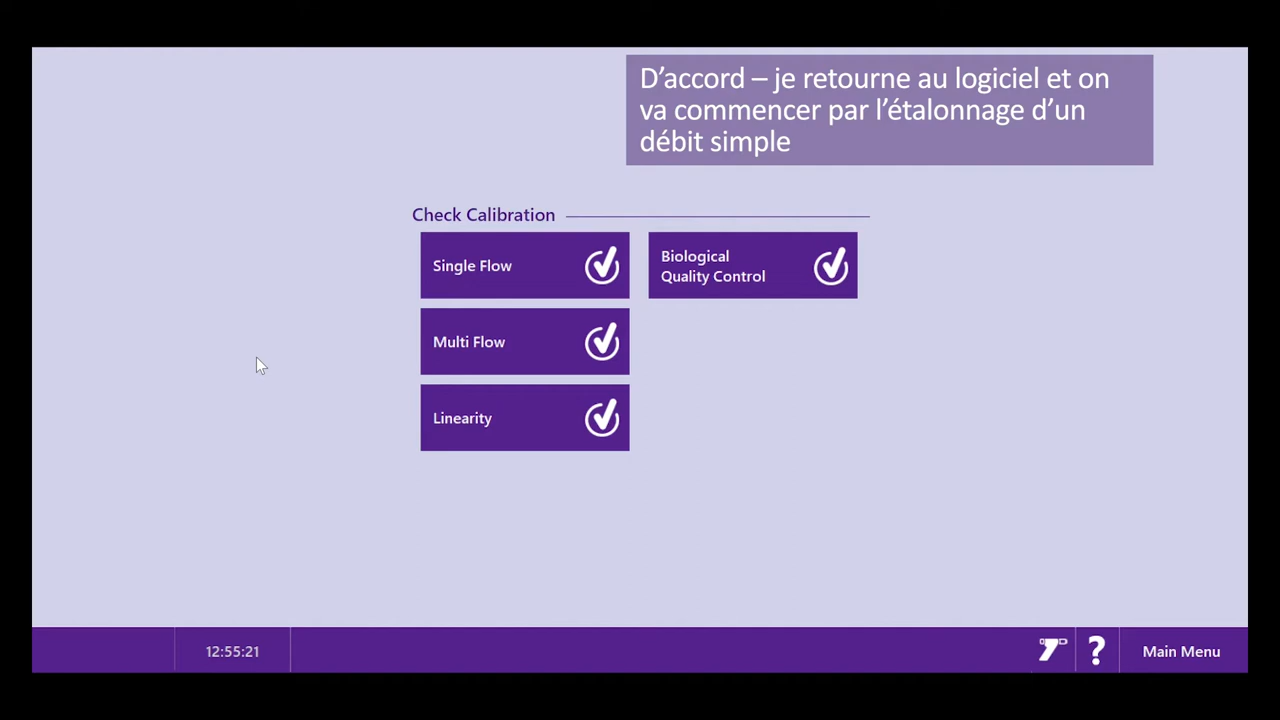 D’accord – je retourne au logiciel et on
va commencer par l’étalonnage d’un
débit simple
Check Calibration
Single Flow
Biological
Quality Control
Multi Flow
Linearity
12:55:21
?
Main Menu